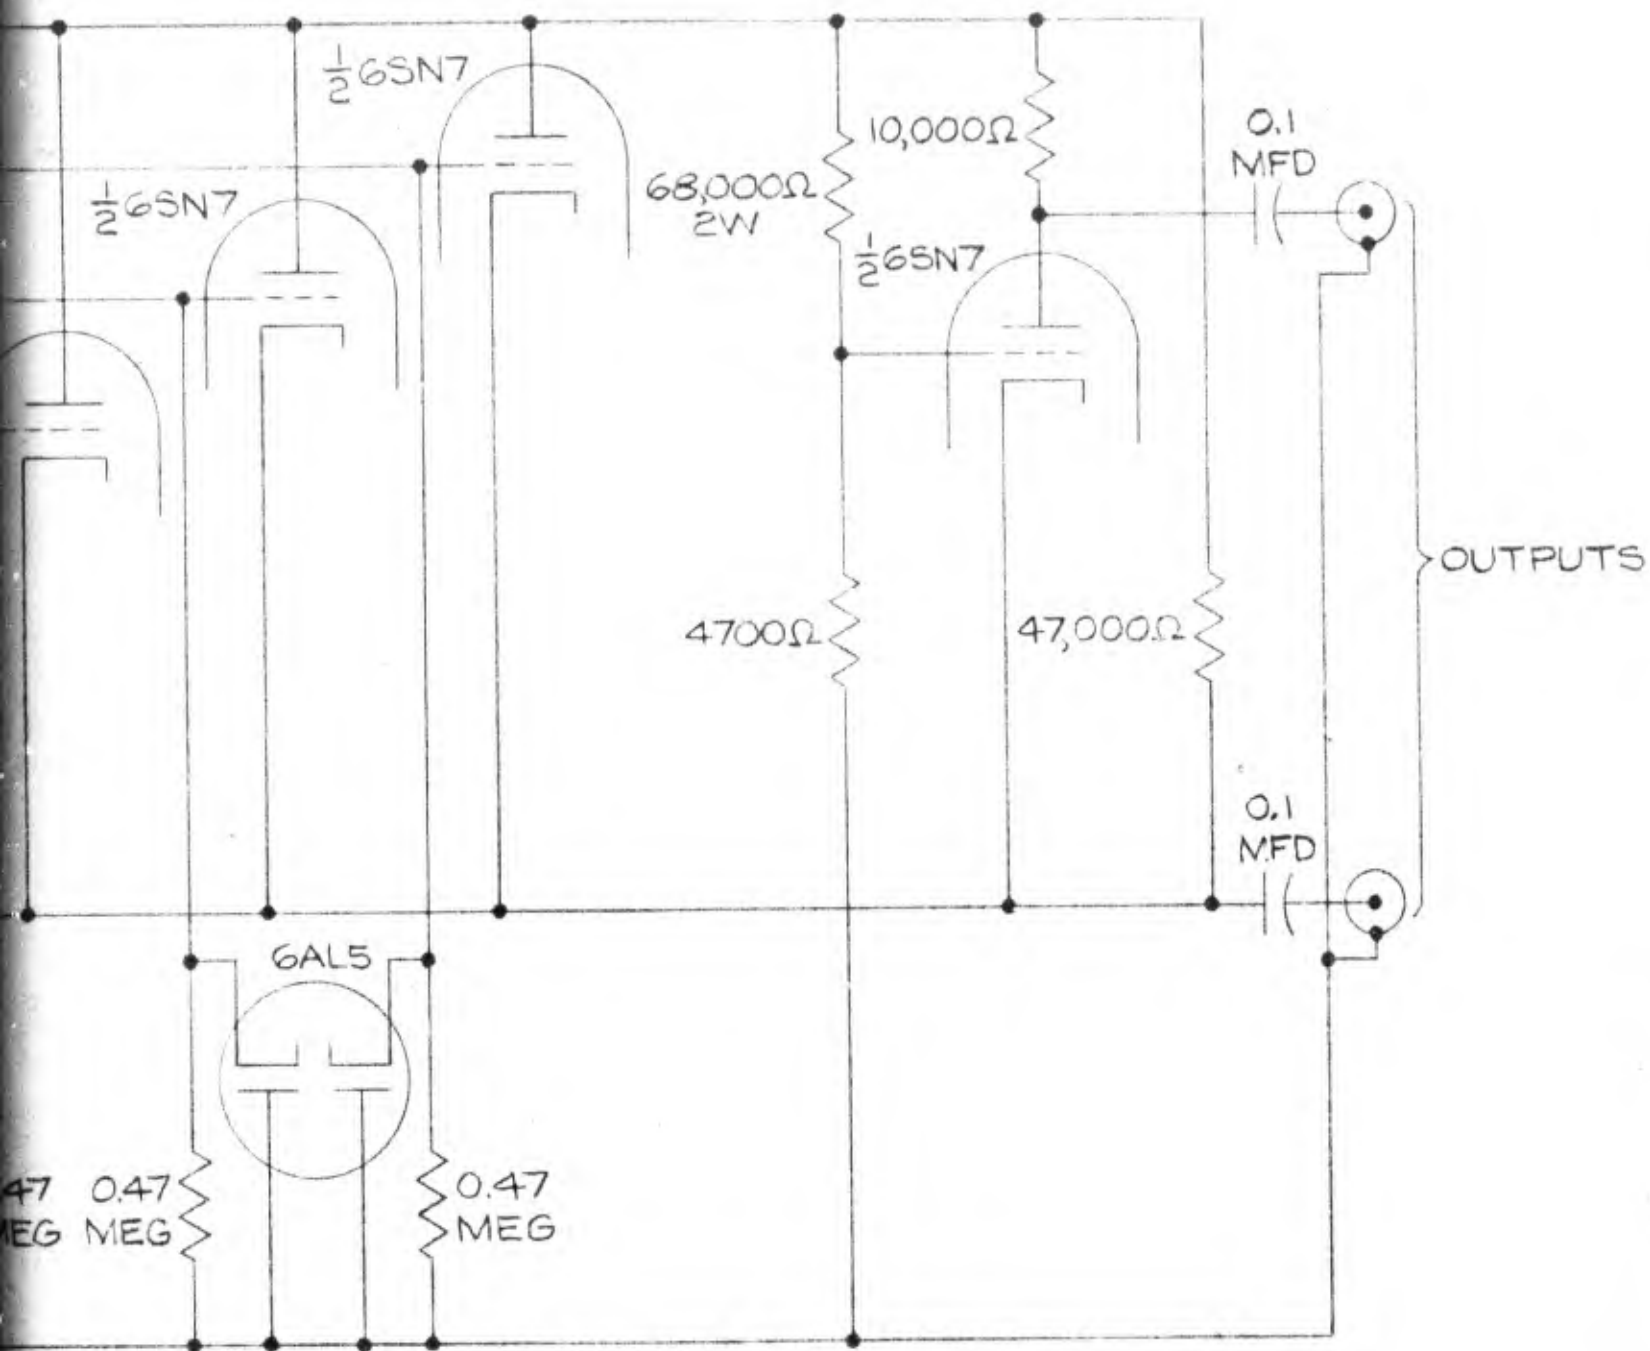 ½6SN7
½6SN7
68,000Ω
2W
10,000Ω
½6SN7
0.1
MFD
4700Ω
47,000Ω
OUTPUTS
0.1
MFD
6AL5
47
MEG
0.47
MEG
0.47
MEG